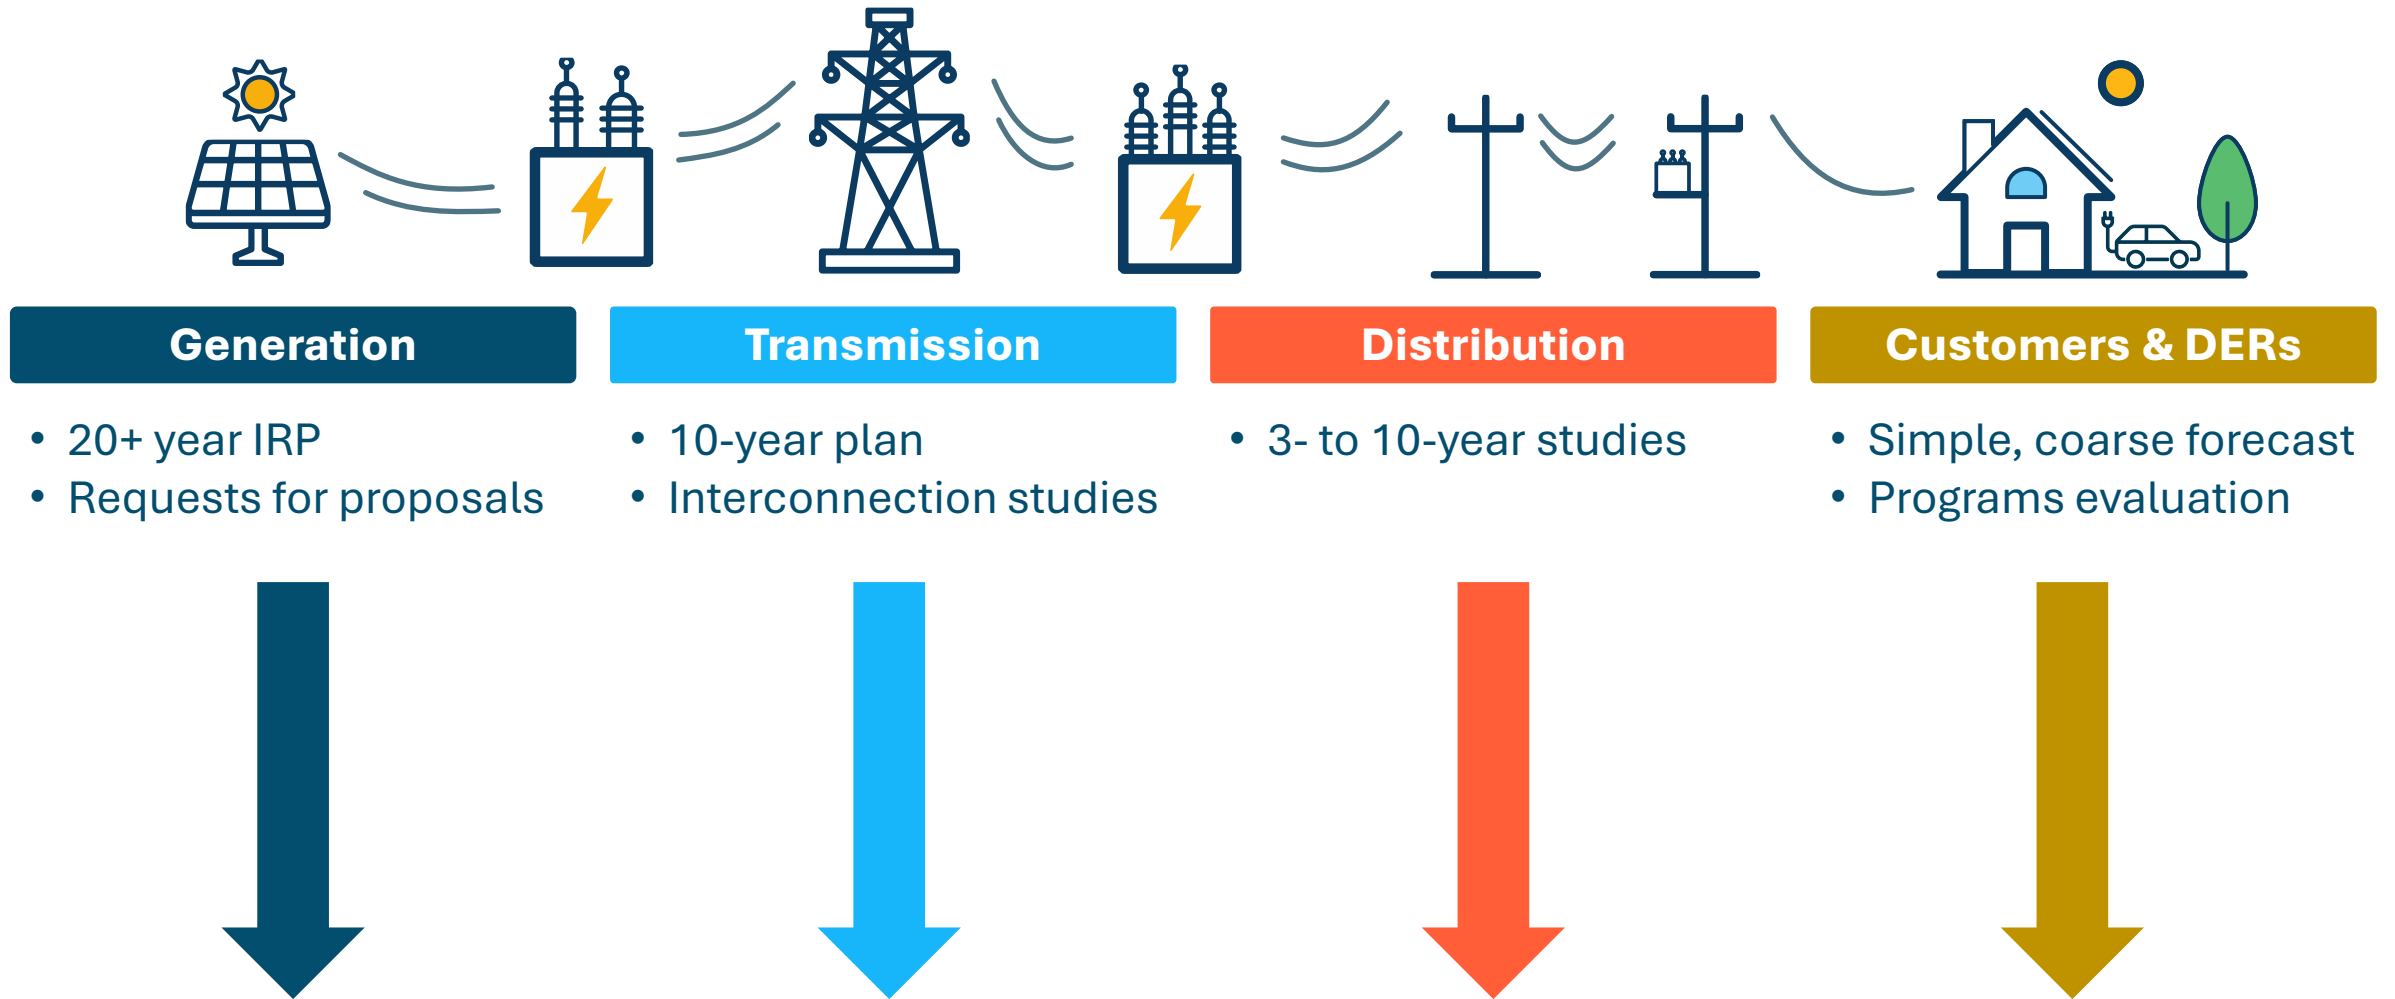 Generation
• 20+ year IRP
• Requests for proposals
Transmission
• 10-year plan
• Interconnection studies
Distribution
• 3- to 10-year studies
Customers & DERs
• Simple, coarse forecast
• Programs evaluation